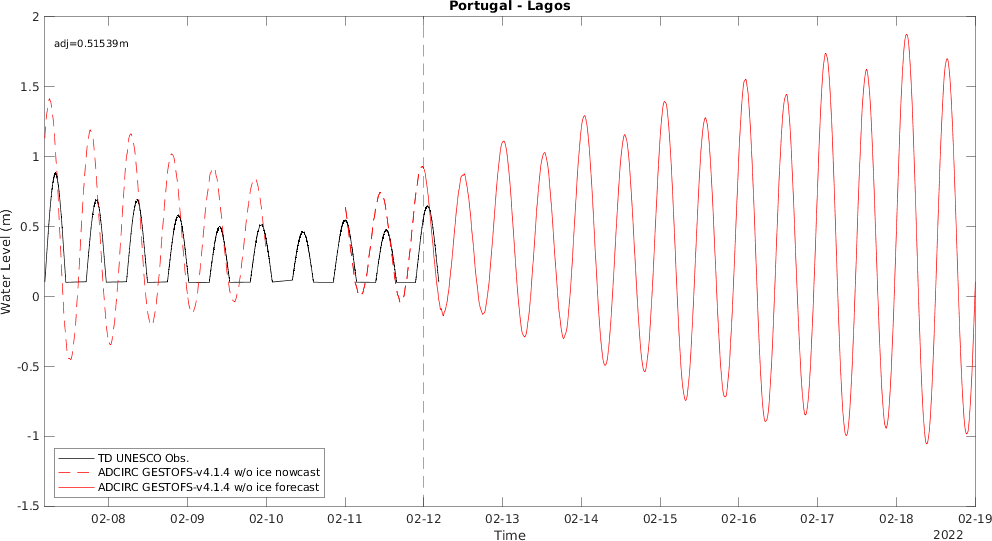 Portugal - Lagos
adj=0.51539m
2
1.5
1
0.5
0
-0.5
-1
-1.5
Water Level (m)
TD UNESCO Obs.
ADCIRC GESTOFS-v4.1.4 w/o ice nowcast
ADCIRC GESTOFS-v4.1.4 w/o ice forecast
02-08 02-09 02-10 02-11 02-12 02-13 02-14 02-15 02-16 02-17 02-18 02-19
Time
2022